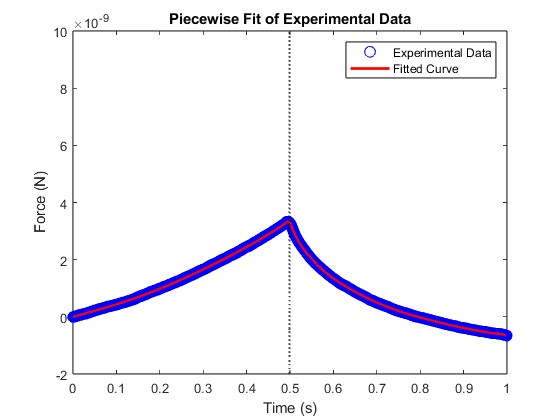 Piecewise Fit of Experimental Data
×10⁻⁹
10
8
6
4
2
0
-2
Force (N)
Experimental Data
Fitted Curve
0 0.1 0.2 0.3 0.4 0.5 0.6 0.7 0.8 0.9 1
Time (s)